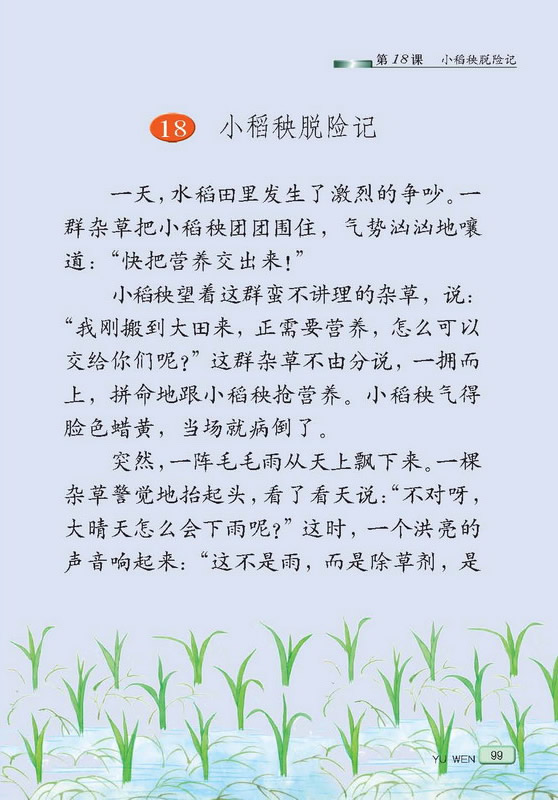 第18课 小稻秧脱险记
18 小稻秧脱险记
一天，水稻田里发生了激烈的争吵。一
群杂草把小稻秧团团围住，气势汹汹地嚷
道：“快把营养交出来！”
小稻秧望着这群蛮不讲理的杂草，说：
“我刚搬到大田来，正需要营养，怎么可以
交给你们呢？”这群杂草不由分说，一拥而
上，拼命地跟小稻秧抢营养。小稻秧气得
脸色蜡黄，当场就病倒了。
突然，一阵毛毛雨从天上飘下来。一棵
杂草警觉地抬起头，看了看天说：“不对呀，
大晴天怎么会下雨呢？”这时，一个洪亮的
声音响起来：“这不是雨，而是除草剂，是
YU WEN 99